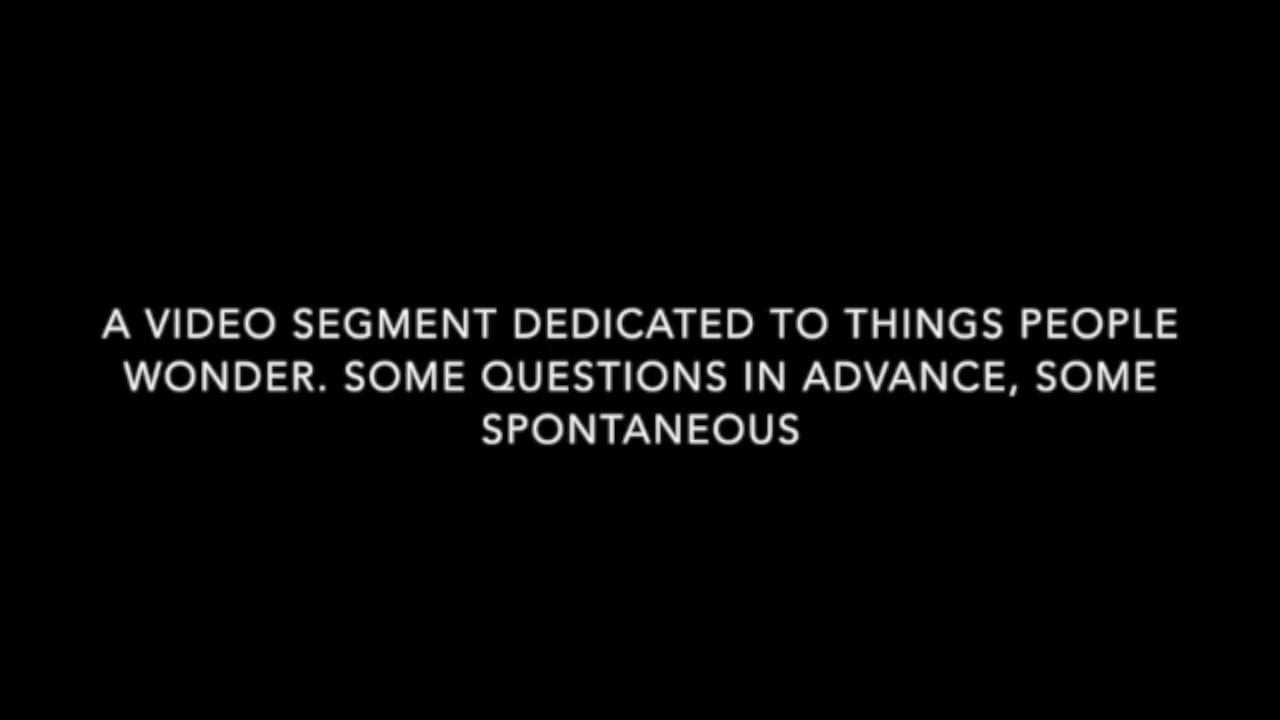 A VIDEO SEGMENT DEDICATED TO THINGS PEOPLE
WONDER. SOME QUESTIONS IN ADVANCE, SOME
SPONTANEOUS